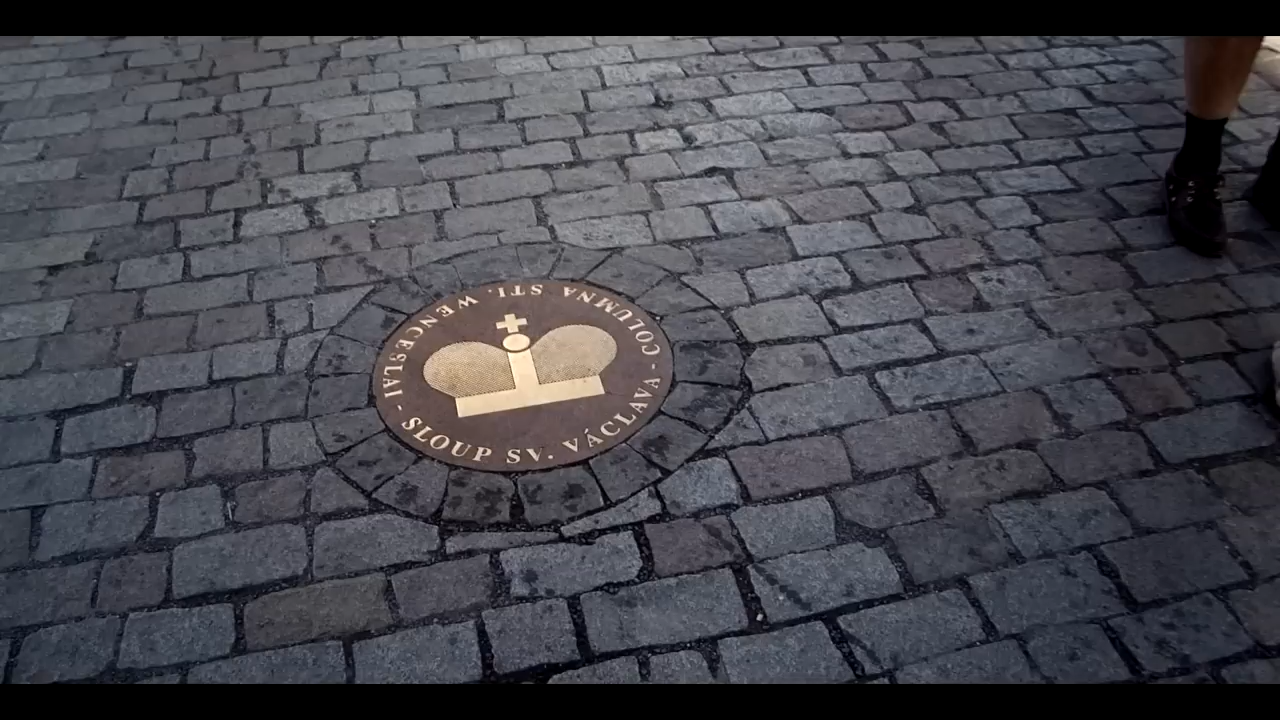 SLOUP SV. VÁCLAVA - COLUMNA STI. WENCESLAI -